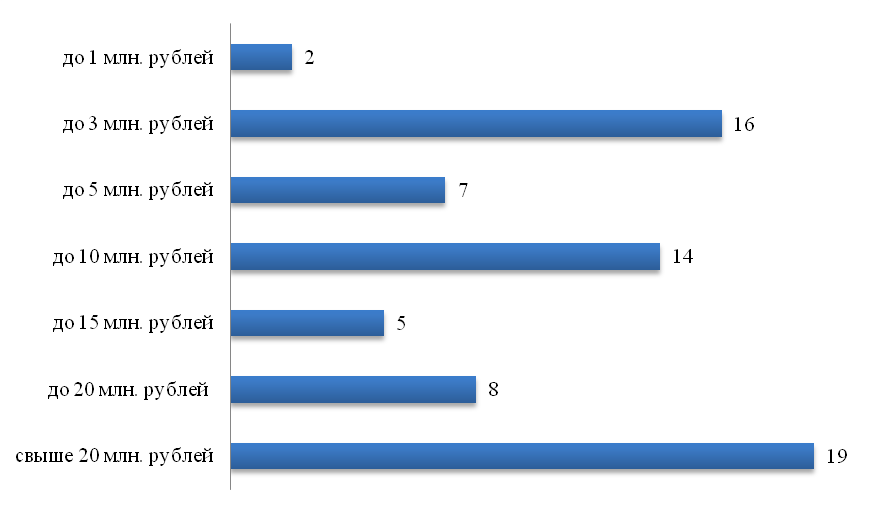 до 1 млн. рублей 2
до 3 млн. рублей 16
до 5 млн. рублей 7
до 10 млн. рублей 14
до 15 млн. рублей 5
до 20 млн. рублей 8
свыше 20 млн. рублей 19